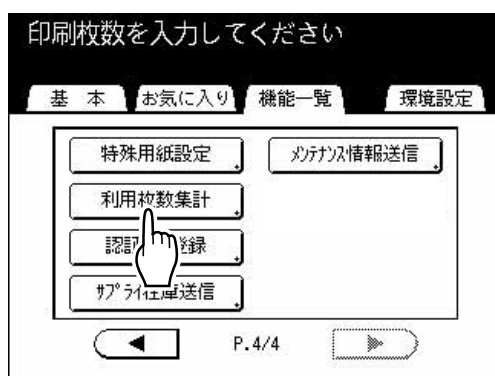 印刷枚数を入力してください
基 本 お気に入り 機能一覧 環境設定
特殊用紙設定 メンテナンス情報送信
利用枚数集計
サプライ在庫送信
P.4/4